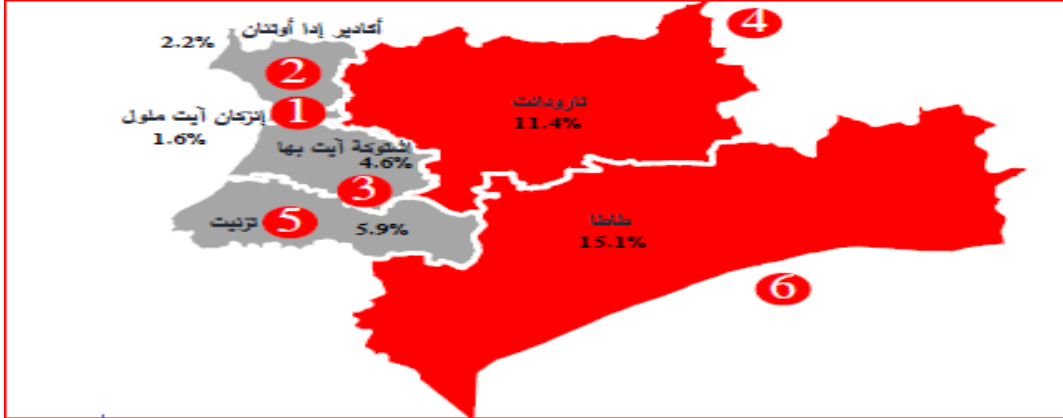 أكادير إدا أوتنان
2.2%
2
4
إنزكان آيت ملول
1.6%
1
تارودانت
11.4%
اشتوكة آيت بها
4.6%
3
تزنيت
5
5.9%
طاطا
15.1%
6